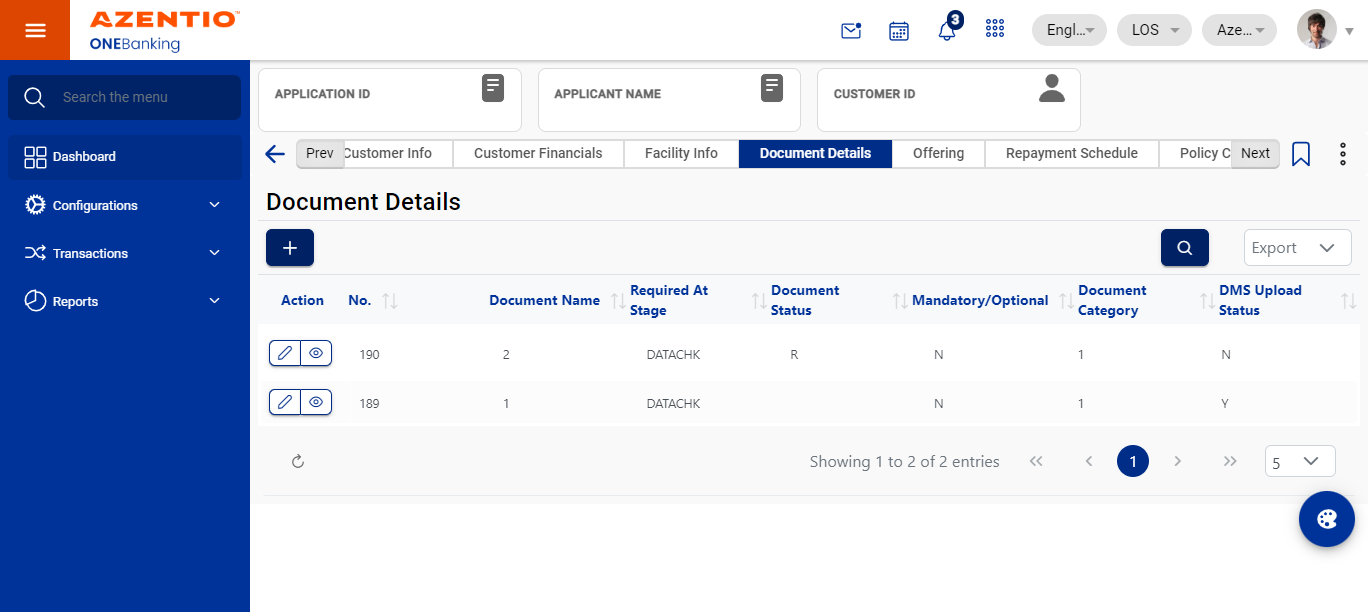 AZENTIO™
ONEBanking
3
Engl...
LOS
Aze...
Search the menu
Dashboard
Configurations
Transactions
Reports
APPLICATION ID
APPLICANT NAME
CUSTOMER ID
Prev
Customer Info
Customer Financials
Facility Info
Document Details
Offering
Repayment Schedule
Policy C
Next
Document Details
Export
Action No. Document Name Required At Stage Document Status Mandatory/Optional Document Category DMS Upload Status
190 2 DATACHK R N 1 N
189 1 DATACHK N 1 Y
Showing 1 to 2 of 2 entries
1
5